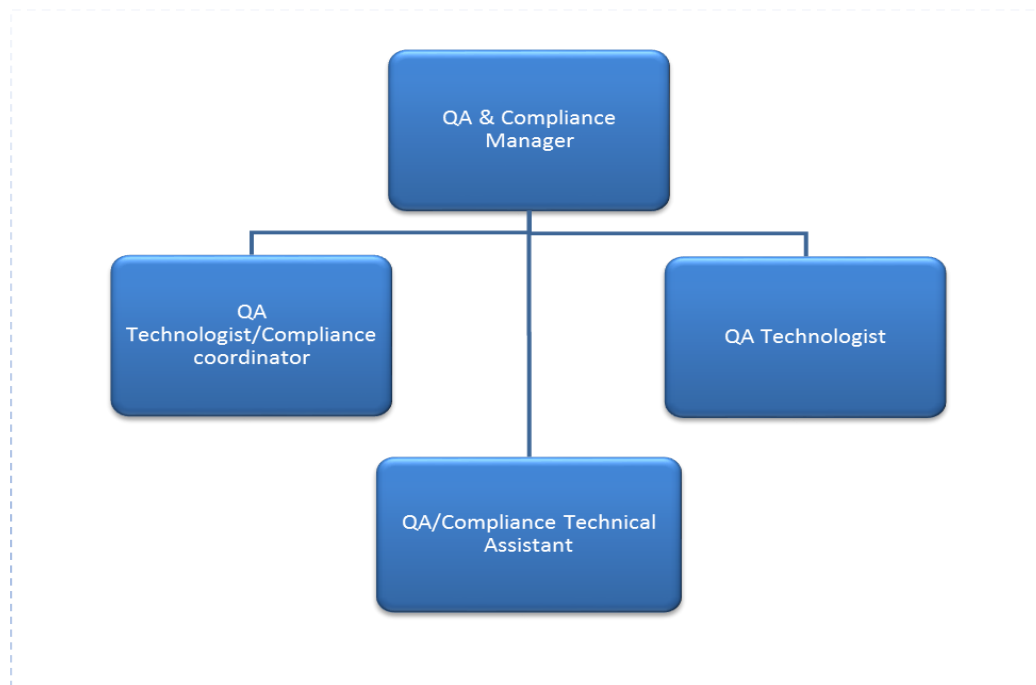 QA & Compliance
Manager
QA
Technologist/Compliance
coordinator
QA Technologist
QA/Compliance Technical
Assistant